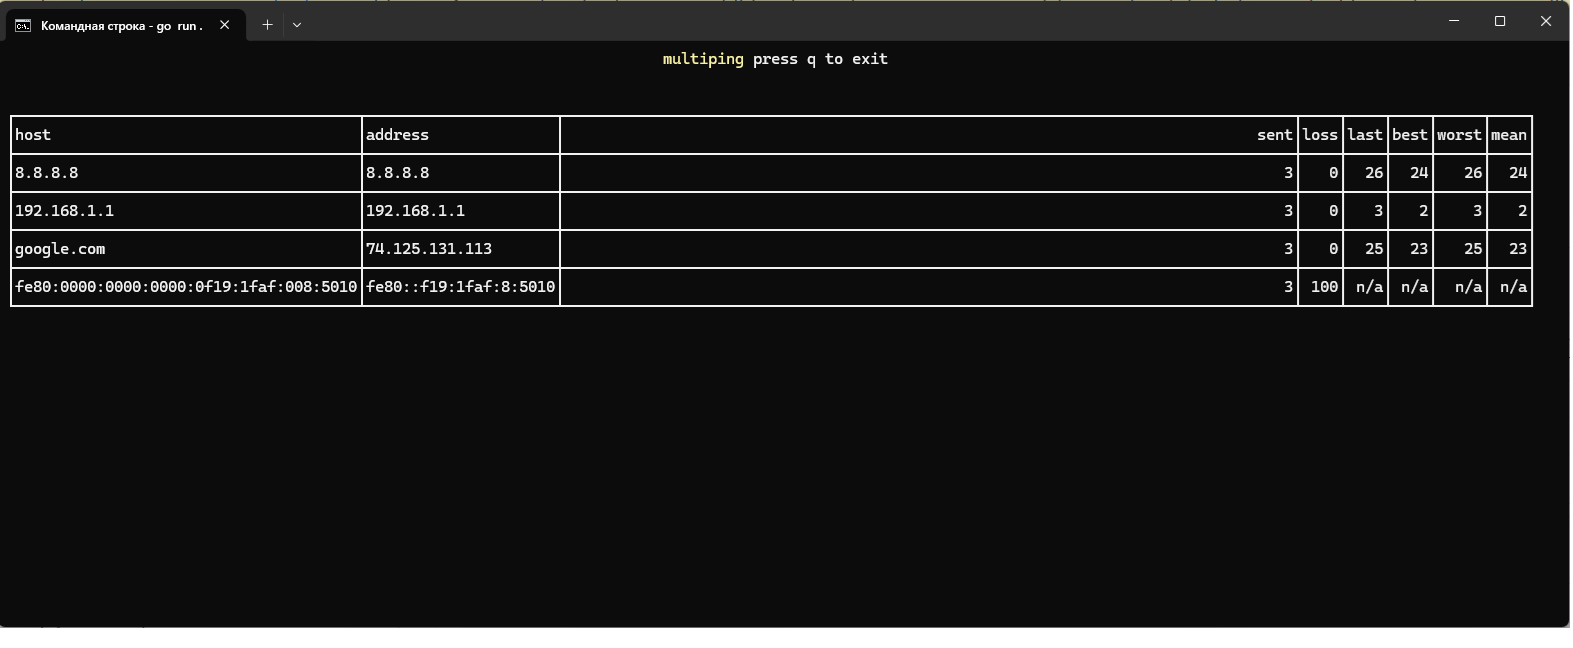 Командная строка - go run .
multiping press q to exit
host address sent loss last best worst mean
8.8.8.8 8.8.8.8 3 0 26 24 26 24
192.168.1.1 192.168.1.1 3 0 3 2 3 2
google.com 74.125.131.113 3 0 25 23 25 23
fe80:0000:0000:0000:0f19:1faf:008:5010 fe80::f19:1faf:8:5010 3 100 n/a n/a n/a n/a